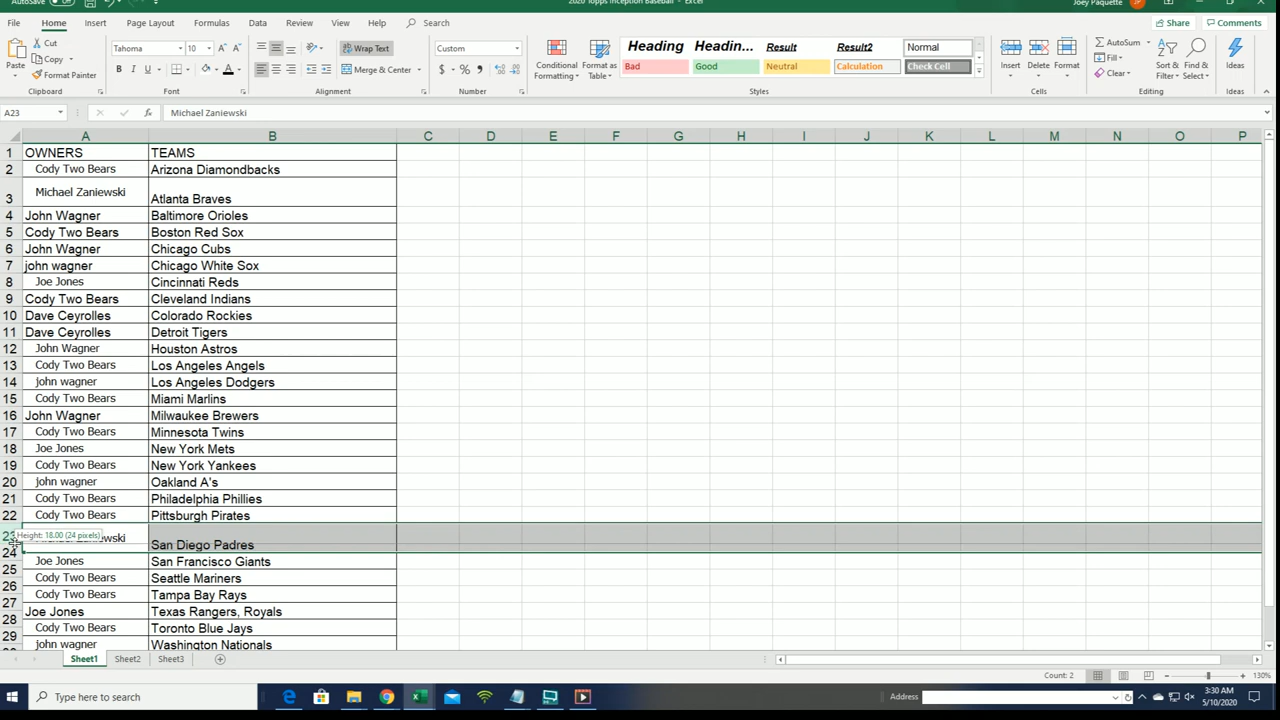 AutoSave Off 2020 Topps Inception Baseball - Excel Joey Paquette JP
File Home Insert Page Layout Formulas Data Review View Help Search Share Comments
Paste Cut Copy Format Painter Clipboard
Tahoma 10 A A B I U A Font
Wrap Text Merge & Center Alignment
Custom $ % , Number
Conditional Formatting Format as Table
Heading Headin... Result Result2 Normal
Bad Good Neutral Calculation Check Cell
Styles
Insert Delete Format Cells
AutoSum Fill Clear Sort & Filter Find & Select Editing
Ideas Ideas
A23 fx Michael Zaniewski
A B C D E F G H I J K L M N O P
1 OWNERS TEAMS
2 Cody Two Bears Arizona Diamondbacks
3 Michael Zaniewski Atlanta Braves
4 John Wagner Baltimore Orioles
5 Cody Two Bears Boston Red Sox
6 John Wagner Chicago Cubs
7 john wagner Chicago White Sox
8 Joe Jones Cincinnati Reds
9 Cody Two Bears Cleveland Indians
10 Dave Ceyrolles Colorado Rockies
11 Dave Ceyrolles Detroit Tigers
12 John Wagner Houston Astros
13 Cody Two Bears Los Angeles Angels
14 john wagner Los Angeles Dodgers
15 Cody Two Bears Miami Marlins
16 John Wagner Milwaukee Brewers
17 Cody Two Bears Minnesota Twins
18 Joe Jones New York Mets
19 Cody Two Bears New York Yankees
20 john wagner Oakland A's
21 Cody Two Bears Philadelphia Phillies
22 Cody Two Bears Pittsburgh Pirates
23 Height: 18.00 (24 pixels) San Diego Padres
24 Joe Jones San Francisco Giants
25 Cody Two Bears Seattle Mariners
26 Cody Two Bears Tampa Bay Rays
27 Joe Jones Texas Rangers, Royals
28 Cody Two Bears Toronto Blue Jays
29 john wagner Washington Nationals
Sheet1 Sheet2 Sheet3
Count: 2 130%
Type here to search Address 3:30 AM
5/10/2020